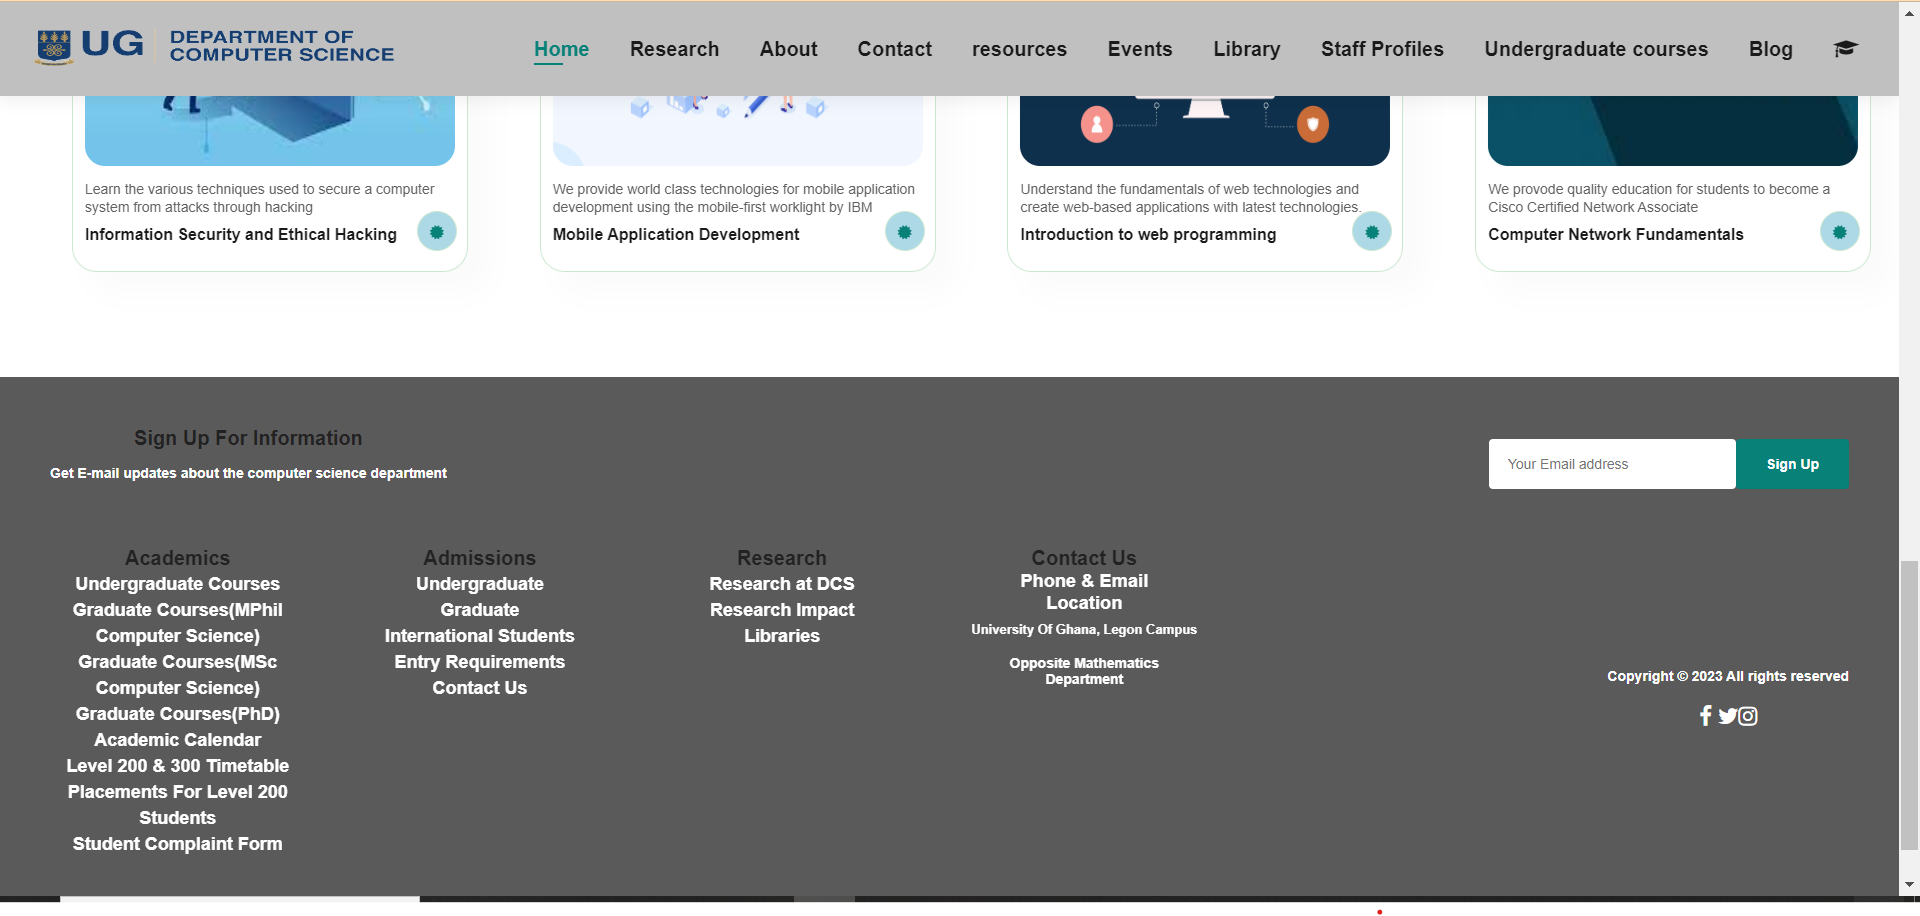 UG DEPARTMENT OF
COMPUTER SCIENCE
Home Research About Contact resources Events Library Staff Profiles Undergraduate courses Blog
Learn the various techniques used to secure a computer
system from attacks through hacking
Information Security and Ethical Hacking
We provide world class technologies for mobile application
development using the mobile-first worklight by IBM
Mobile Application Development
Understand the fundamentals of web technologies and
create web-based applications with latest technologies.
Introduction to web programming
We provode quality education for students to become a
Cisco Certified Network Associate
Computer Network Fundamentals
Sign Up For Information
Get E-mail updates about the computer science department
Your Email address
Sign Up
Academics
Undergraduate Courses
Graduate Courses(MPhil
Computer Science)
Graduate Courses(MSc
Computer Science)
Graduate Courses(PhD)
Academic Calendar
Level 200 & 300 Timetable
Placements For Level 200
Students
Student Complaint Form
Admissions
Undergraduate
Graduate
International Students
Entry Requirements
Contact Us
Research
Research at DCS
Research Impact
Libraries
Contact Us
Phone & Email
Location
University Of Ghana, Legon Campus
Opposite Mathematics
Department
Copyright © 2023 All rights reserved